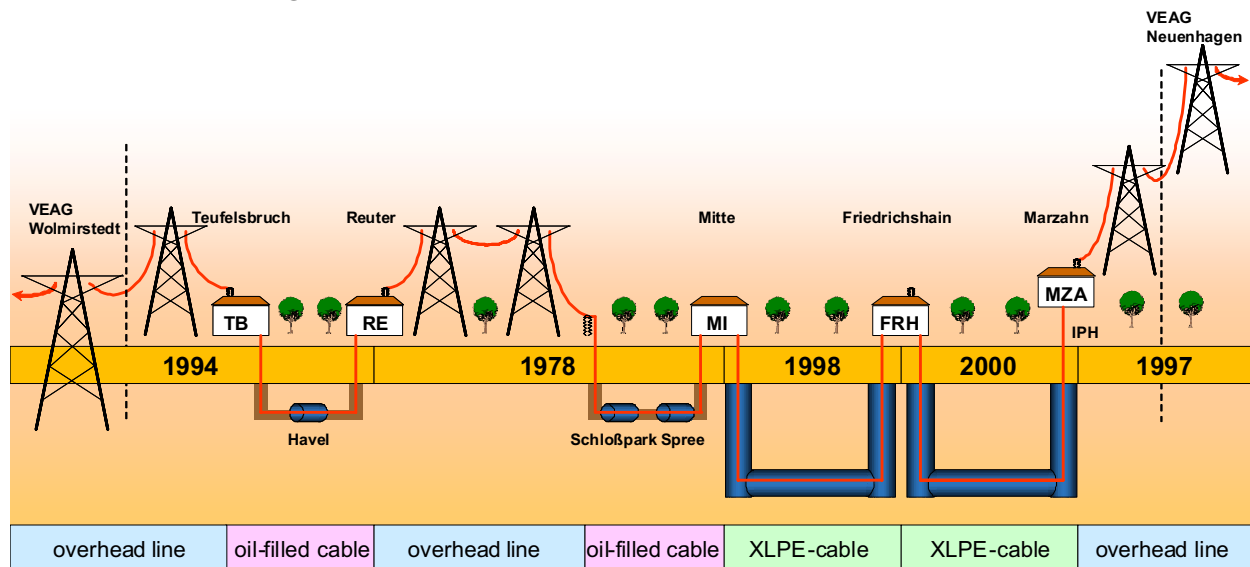 VEAG
Neuenhagen
VEAG
Wolmirstedt
Teufelsbruch
Reuter
Mitte
Friedrichshain
Marzahn
TB
RE
MI
FRH
MZA
IPH
1994
1978
1998
2000
1997
Havel
Schloßpark Spree
overhead line
oil-filled cable
overhead line
oil-filled cable
XLPE-cable
XLPE-cable
overhead line